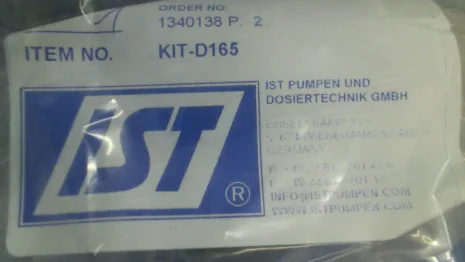 ORDER NO.
1340138 P. 2
ITEM NO. KIT-D165
IST PUMPEN UND
DOSIERTECHNIK GMBH
IST ®
GERMANY
INFO@ISTPUMPEN.COM
WWW.ISTPUMPEN.COM